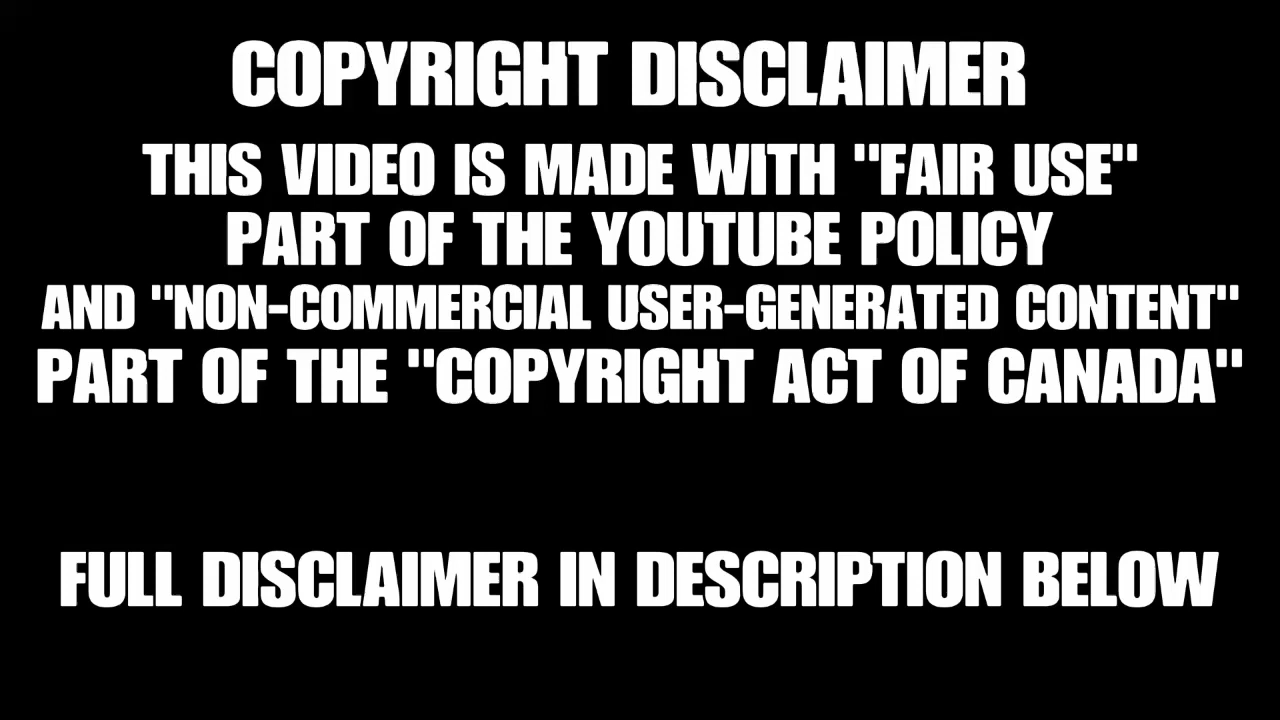 COPYRIGHT DISCLAIMER
THIS VIDEO IS MADE WITH "FAIR USE"
PART OF THE YOUTUBE POLICY
AND "NON-COMMERCIAL USER-GENERATED CONTENT"
PART OF THE "COPYRIGHT ACT OF CANADA"
FULL DISCLAIMER IN DESCRIPTION BELOW